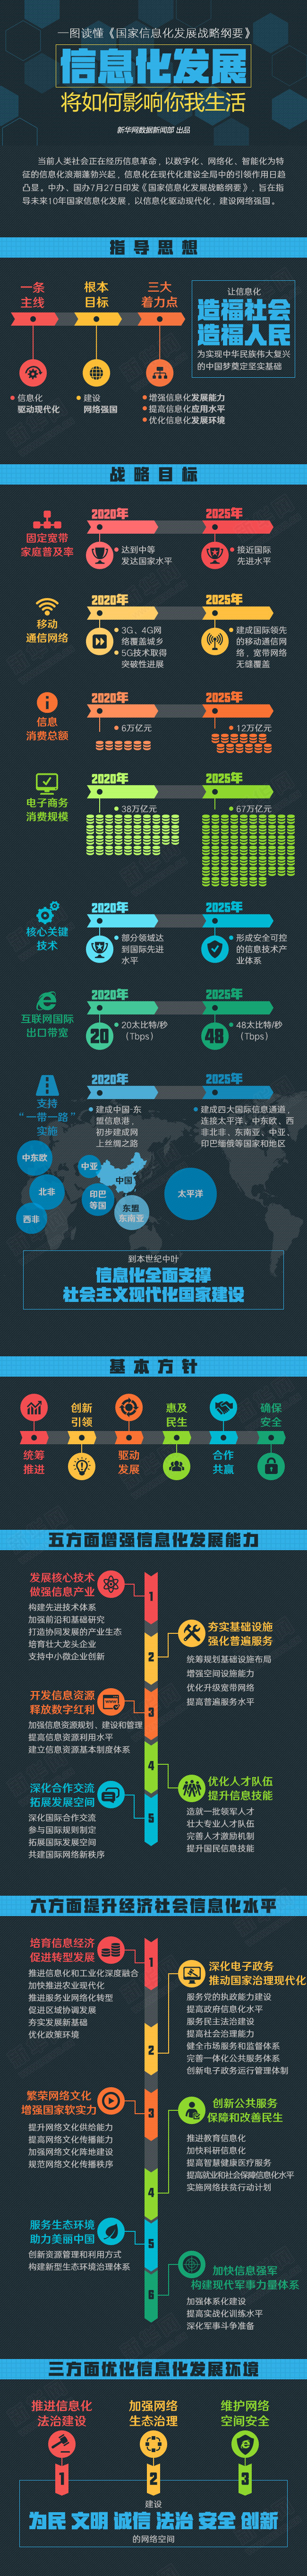 一图读懂《国家信息化发展战略纲要》
信息化发展
将如何影响你我生活
新华网数据新闻部 出品
当前人类社会正在经历信息革命，以数字化、网络化、智能化为特
征的信息化浪潮蓬勃兴起，信息化在现代化建设全局中的引领作用日趋
凸显。中办、国办7月27日印发《国家信息化发展战略纲要》，旨在指
导未来10年国家信息化发展，以信息化驱动现代化，建设网络强国。
指导思想
一条
主线
根本
目标
三大
着力点
信息化
驱动现代化
建设
网络强国
增强信息化发展能力
提高信息化应用水平
优化信息化发展环境
让信息化
造福社会
造福人民
为实现中华民族伟大复兴
的中国梦奠定坚实基础
战略目标
固定宽带
家庭普及率
2020年
达到中等
发达国家水平
2025年
接近国际
先进水平
移动
通信网络
2020年
3G、4G网
络覆盖城乡
5G技术取得
突破性进展
2025年
建成国际领先
的移动通信网
络，宽带网络
无缝覆盖
信息
消费总额
2020年
6万亿元
2025年
12万亿元
电子商务
消费规模
2020年
38万亿元
2025年
67万亿元
核心关键
技术
2020年
部分领域达
到国际先进
水平
2025年
形成安全可控
的信息技术产
业体系
互联网国际
出口带宽
2020年
20
20太比特/秒
（Tbps）
2025年
48
48太比特/秒
（Tbps）
支持
“一带一路”
实施
2020年
建成中国-东
盟信息港，
初步建成网
上丝绸之路
2025年
建成四大国际信息通道，
连接太平洋、中东欧、西
非北非、东南亚、中亚、
印巴缅俄等国家和地区
中东欧
北非
西非
中亚
中国
印巴
等国
东盟
东南亚
太平洋
到本世纪中叶
信息化全面支撑
社会主义现代化国家建设
基本方针
统筹
推进
创新
引领
驱动
发展
惠及
民生
合作
共赢
确保
安全
五方面增强信息化发展能力
发展核心技术
做强信息产业
构建先进技术体系
加强前沿和基础研究
打造协同发展的产业生态
培育壮大龙头企业
支持中小微企业创新
1
夯实基础设施
强化普遍服务
统筹规划基础设施布局
增强空间设施能力
优化升级宽带网络
提高普遍服务水平
2
开发信息资源
释放数字红利
加强信息资源规划、建设和管理
提高信息资源利用水平
建立信息资源基本制度体系
3
优化人才队伍
提升信息技能
造就一批领军人才
壮大专业人才队伍
完善人才激励机制
提升国民信息技能
4
深化合作交流
拓展发展空间
深化国际合作交流
参与国际规则制定
拓展国际发展空间
共建国际网络新秩序
5
六方面提升经济社会信息化水平
培育信息经济
促进转型发展
推进信息化和工业化深度融合
加快推进农业现代化
推进服务业网络化转型
促进区域协调发展
夯实发展新基础
优化政策环境
1
深化电子政务
推动国家治理现代化
服务党的执政能力建设
提高政府信息化水平
服务民主法治建设
提高社会治理能力
健全市场服务和监督体系
完善一体化公共服务体系
创新电子政务运行管理体制
2
繁荣网络文化
增强国家软实力
提升网络文化供给能力
提高网络文化传播能力
加强网络文化阵地建设
规范网络文化传播秩序
3
创新公共服务
保障和改善民生
推进教育信息化
加快科研信息化
提高智慧健康医疗服务
提高就业和社会保障信息化水平
实施网络扶贫行动计划
4
服务生态环境
助力美丽中国
创新资源管理和利用方式
构建新型生态环境治理体系
5
加快信息强军
构建现代军事力量体系
加强体系化建设
提高实战化训练水平
深化军事斗争准备
6
三方面优化信息化发展环境
推进信息化
法治建设
1
加强网络
生态治理
2
维护网络
空间安全
3
建设
为民 文明 诚信 法治 安全 创新
的网络空间